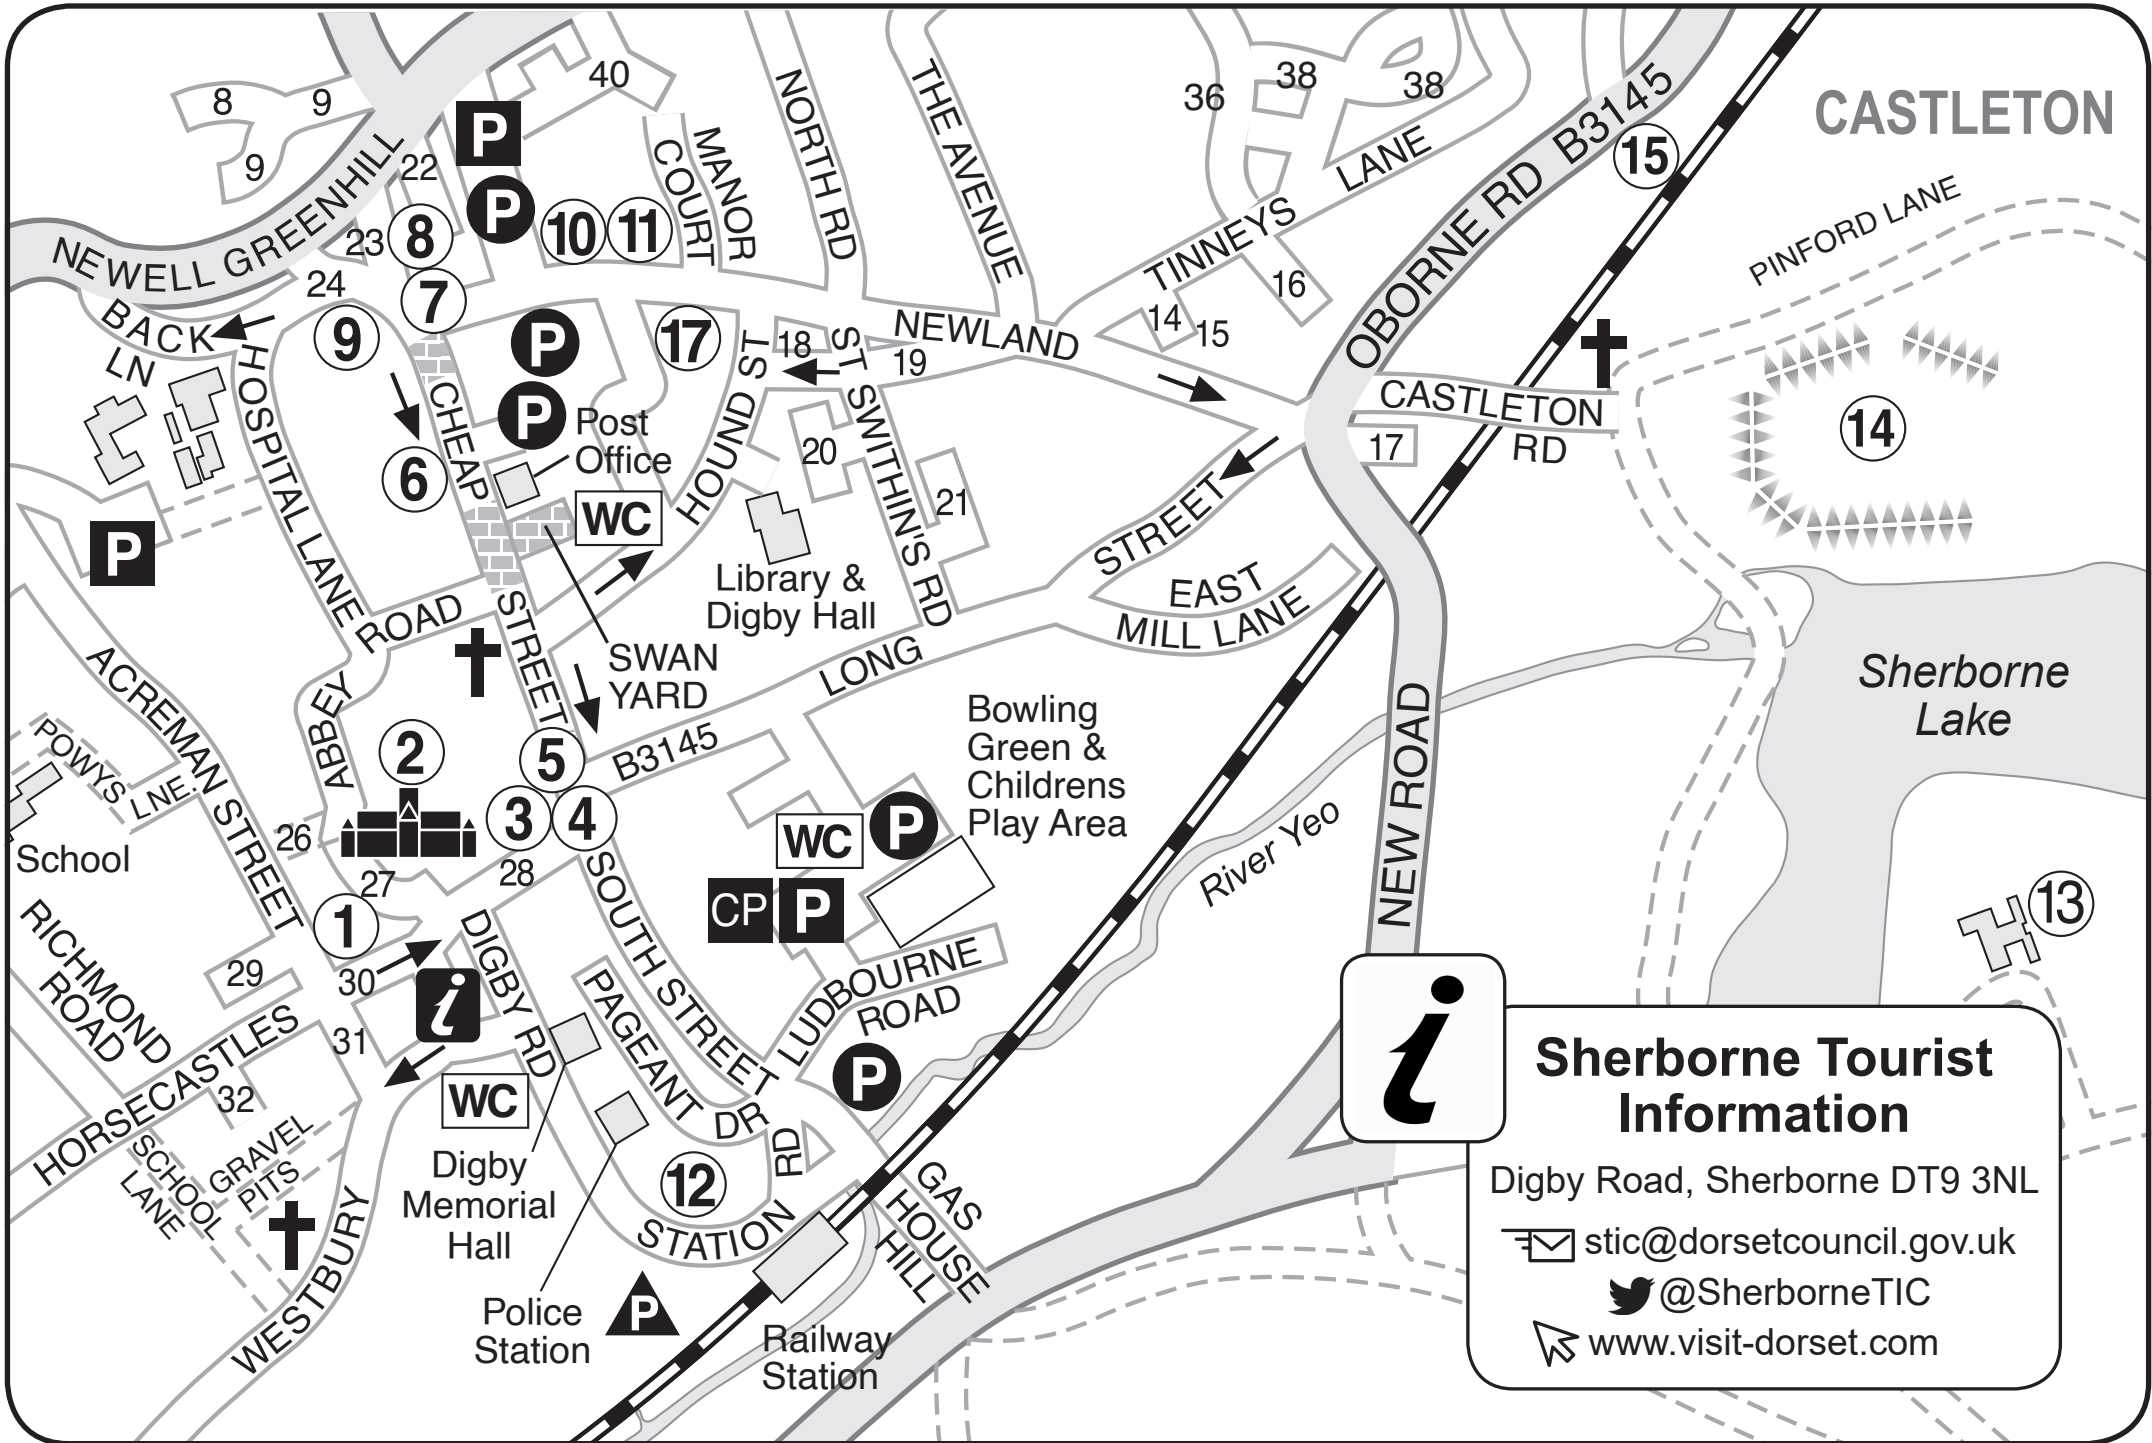 8
9
9
40
22
P
P
NEWELL GREENHILL
23
8
24
7
9
10
11
MANOR
COURT
NORTH RD
THE AVENUE
36
38
38
TINNEYS LANE
14
15
16
OBORNE RD B3145
15
CASTLETON
PINFORD LANE
BACK
LN
HOSPITAL LANE
CHEAP STREET
6
P
P
Post
Office
WC
17
HOUND ST
18
ST SWITHIN'S RD
19
NEWLAND
20
21
Library &
Digby Hall
SWAN
YARD
CASTLETON
RD
17
14
P
ABBEY ROAD
LONG STREET
EAST
MILL LANE
B3145
ACREMAN STREET
POWYS
LNE.
School
26
27
28
1
2
3
4
5
SOUTH STREET
WC
P
CP
P
Bowling
Green &
Childrens
Play Area
River Yeo
NEW ROAD
Sherborne
Lake
13
RICHMOND
ROAD
29
30
31
32
HORSECASTLES
SCHOOL
LANE
GRAVEL
PITS
WESTBURY
i
DIGBY RD
PAGEANT DR
LUDBOURNE
ROAD
P
WC
Digby
Memorial
Hall
Police
Station
P
12
STATION RD
Railway
Station
GAS
HOUSE
HILL
i
Sherborne Tourist
Information
Digby Road, Sherborne DT9 3NL
stic@dorsetcouncil.gov.uk
@SherborneTIC
www.visit-dorset.com